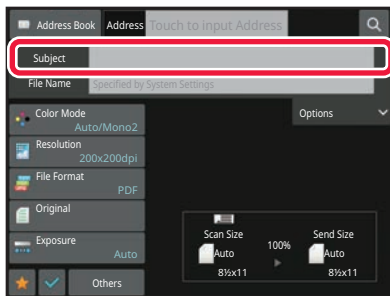 Address Book Address Touch to input Address
Subject
File Name Specified by System Settings
Color Mode
Auto/Mono2
Options
Resolution
200x200dpi
File Format
PDF
Original
Exposure
Auto
Scan Size
Auto
8½x11
100%
Send Size
Auto
8½x11
Others